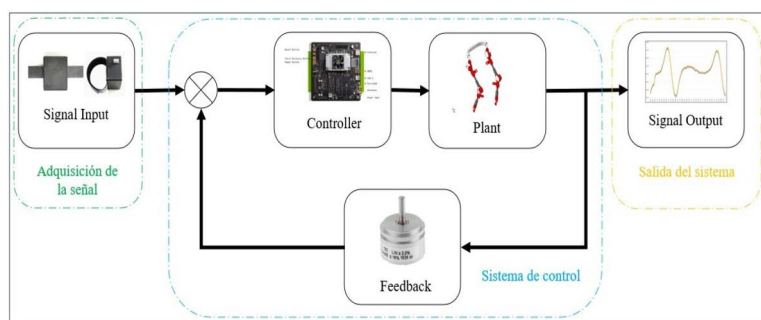 Signal Input
Controller
Plant
Signal Output
Adquisición de
la señal
Salida del sistema
Feedback
Sistema de control